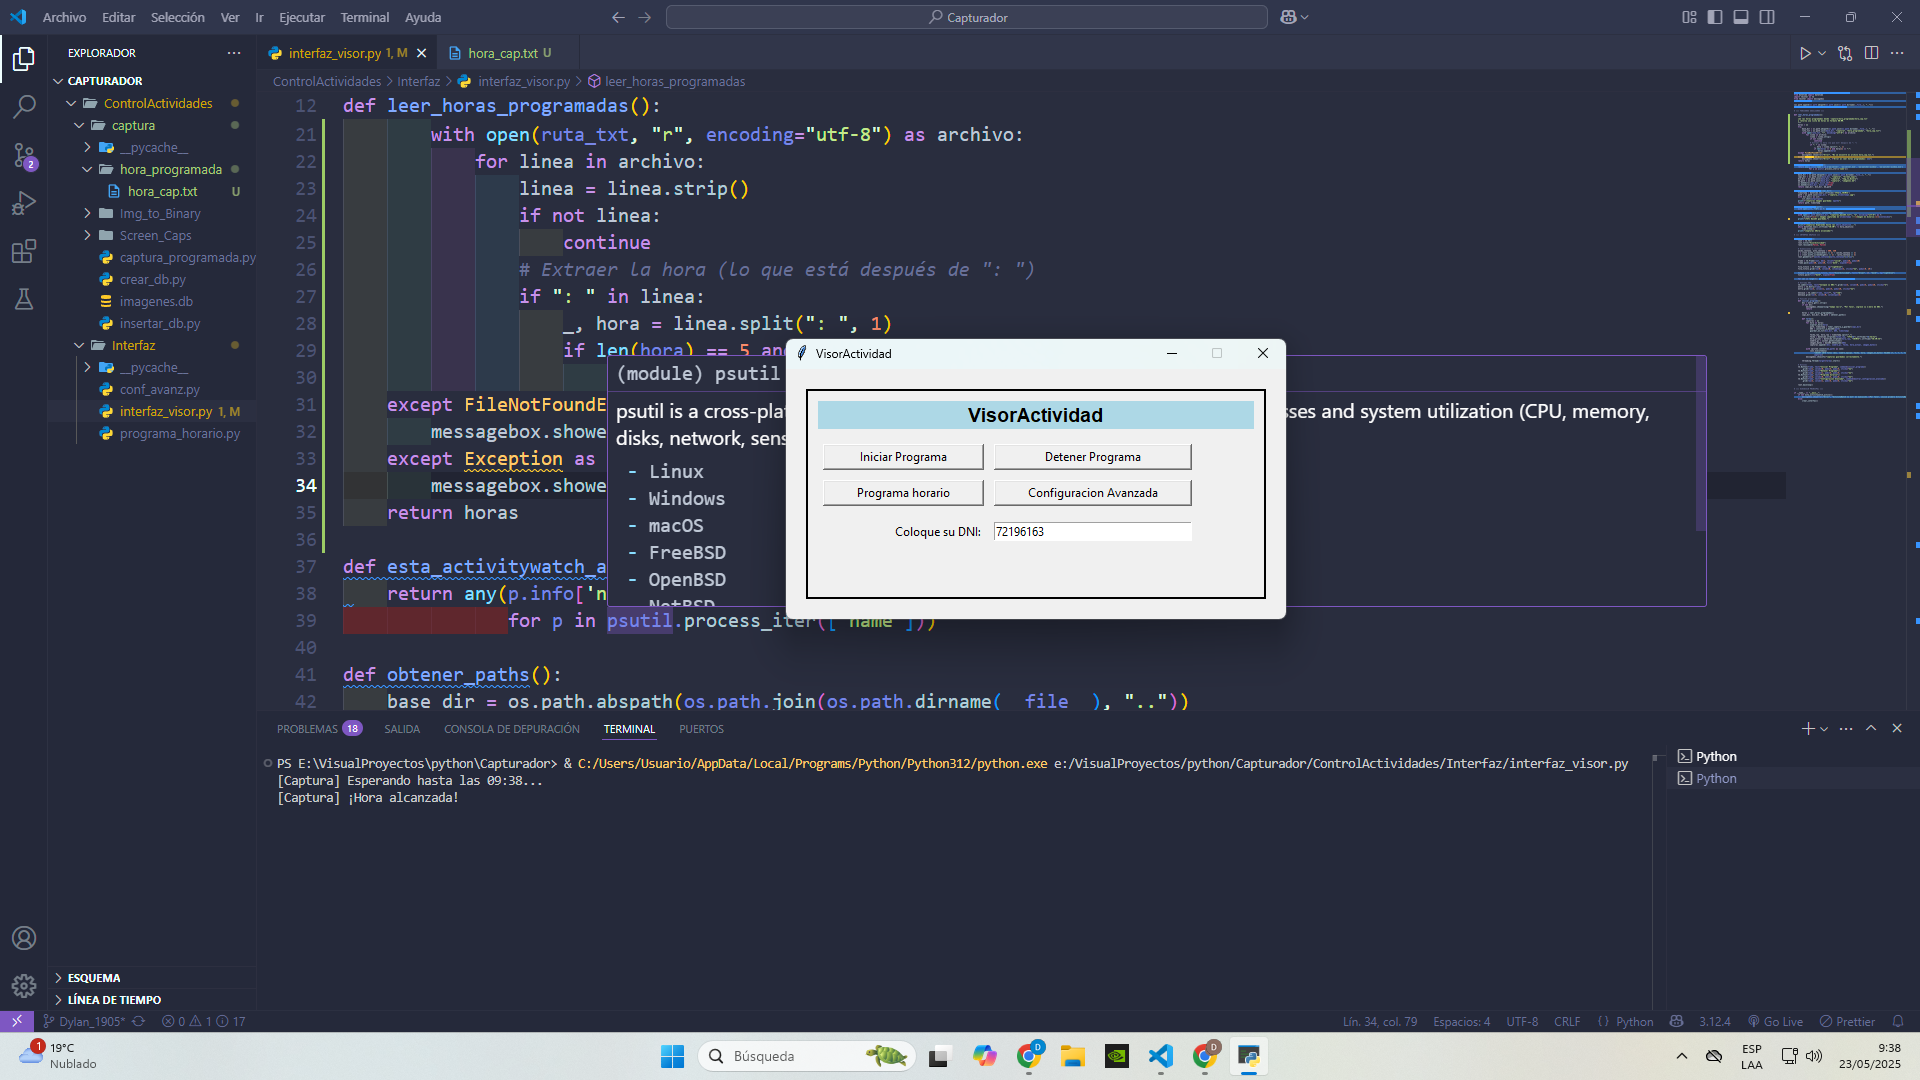 Archivo Editar Selección Ver Ir Ejecutar Terminal Ayuda
Capturador
EXPLORADOR
CAPTURADOR
ControlActividades
captura
__pycache__
hora_programada
hora_cap.txt U
Img_to_Binary
Screen_Caps
captura_programada.py
crear_db.py
imagenes.db
insertar_db.py
Interfaz
__pycache__
conf_avanz.py
interfaz_visor.py 1, M
programa_horario.py
ESQUEMA
LÍNEA DE TIEMPO
2
interfaz_visor.py 1, M
hora_cap.txt U
ControlActividades > Interfaz > interfaz_visor.py > leer_horas_programadas
12 def leer_horas_programadas():
21 with open(ruta_txt, "r", encoding="utf-8") as archivo:
22 for linea in archivo:
23 linea = linea.strip()
24 if not linea:
25 continue
26 # Extraer la hora (lo que está después de ": ")
27 if ": " in linea:
28 _, hora = linea.split(": ", 1)
29 if len(hora) == 5 an
30
31 except FileNotFoundE
32 messagebox.showe
33 except Exception as
34 messagebox.showe
35 return horas
36
37 def esta_activitywatch_a
38 return any(p.info['n
39 for p in psutil.process_iter(['name']))
40
41 def obtener_paths():
42 base_dir = os.path.abspath(os.path.join(os.path.dirname(__file__), ".."))
(module) psutil
psutil is a cross-plat
sses and system utilization (CPU, memory,
disks, network, sens
- Linux
- Windows
- macOS
- FreeBSD
- OpenBSD
- NetBSD
VisorActividad
VisorActividad
Iniciar Programa Detener Programa
Programa horario Configuracion Avanzada
Coloque su DNI: 72196163
PROBLEMAS 18 SALIDA CONSOLA DE DEPURACIÓN TERMINAL PUERTOS
PS E:\VisualProyectos\python\Capturador> & C:/Users/Usuario/AppData/Local/Programs/Python/Python312/python.exe e:/VisualProyectos/python/Capturador/ControlActividades/Interfaz/interfaz_visor.py
[Captura] Esperando hasta las 09:38...
[Captura] ¡Hora alcanzada!
Python
Python
Dylan_1905* 0 1 17
Lín. 34, col. 79 Espacios: 4 UTF-8 CRLF { } Python 3.12.4 Go Live Prettier
1
19°C
Nublado
Búsqueda
D
D
ESP
LAA
9:38
23/05/2025